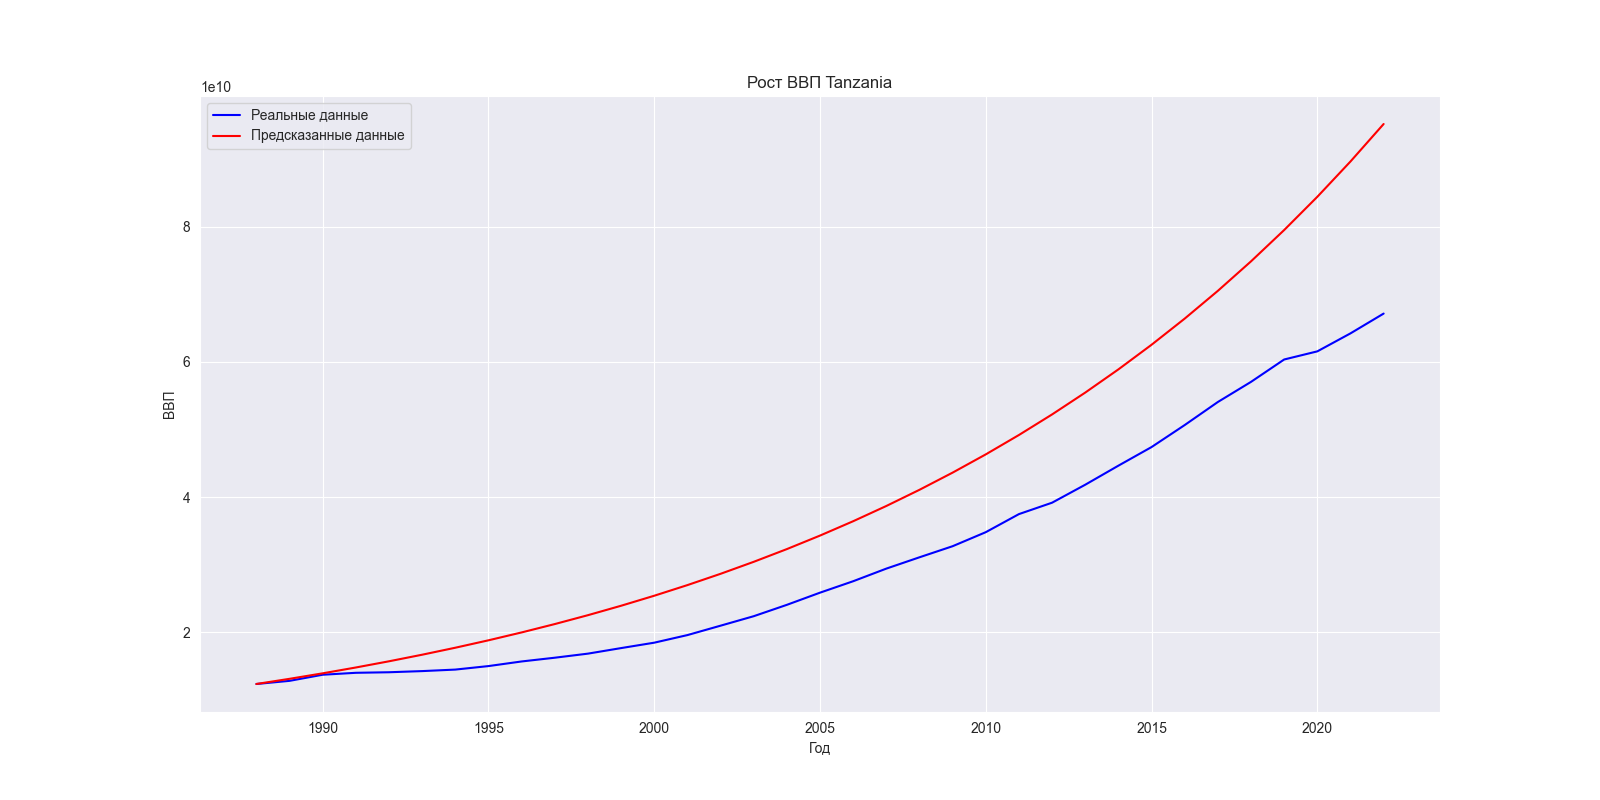 Рост ВВП Tanzania
1e10
Реальные данные
Предсказанные данные
8
6
4
2
ВВП
1990 1995 2000 2005 2010 2015 2020
Год